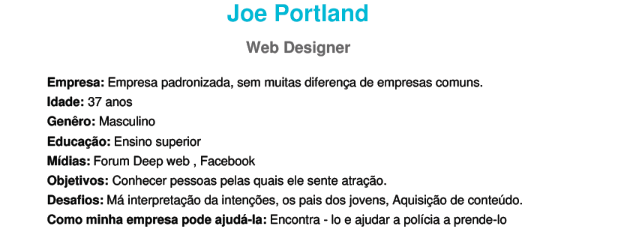 Joe Portland
Web Designer
Empresa: Empresa padronizada, sem muitas diferença de empresas comuns.
Idade: 37 anos
Genêro: Masculino
Educação: Ensino superior
Mídias: Forum Deep web , Facebook
Objetivos: Conhecer pessoas pelas quais ele sente atração.
Desafios: Má interpretação da intenções, os pais dos jovens, Aquisição de conteúdo.
Como minha empresa pode ajudá-la: Encontra - lo e ajudar a polícia a prende-lo